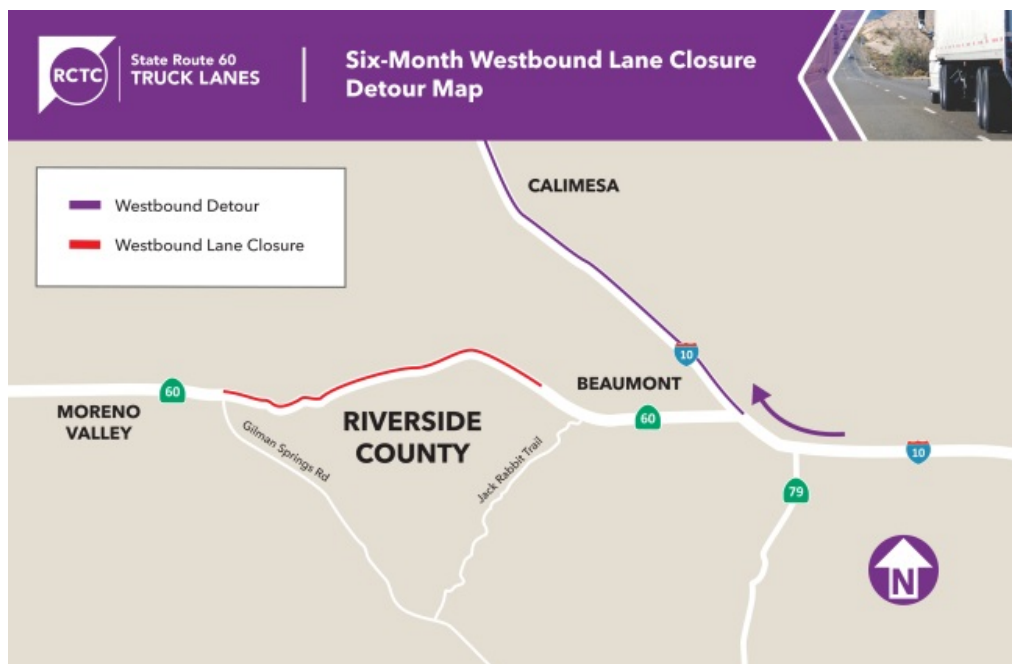 RCTC
State Route 60
TRUCK LANES
Six-Month Westbound Lane Closure
Detour Map
Westbound Detour
Westbound Lane Closure
CALIMESA
10
BEAUMONT
60
MORENO
VALLEY
RIVERSIDE
COUNTY
Gilman Springs Rd
Jack Rabbit Trail
60
10
79
N